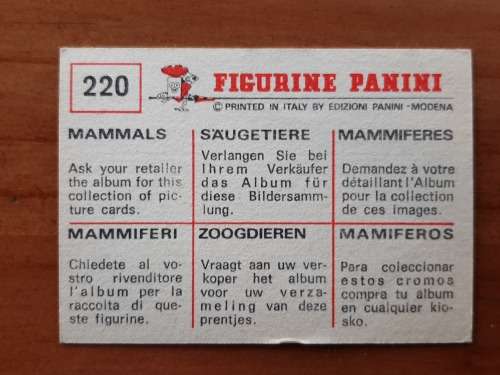 220
FIGURINE PANINI
© PRINTED IN ITALY BY EDIZIONI PANINI - MODENA
MAMMALS
Ask your retailer
the album for this
collection of pic-
ture cards.
SÄUGETIERE
Verlangen Sie bei
Ihrem Verkäufer
das Album für
diese Bildersamm-
lung.
MAMMIFERES
Demandez à votre
détaillant l'Album
pour la collection
de ces images.
MAMMIFERI
Chiedete al vo-
stro rivenditore
l'album per la
raccolta di que-
ste figurine.
ZOOGDIEREN
Vraagt aan uw ver-
koper het album
voor uw verza-
meling van deze
prentjes.
MAMIFEROS
Para coleccionar
estos cromos
compra tu album
en cualquier kio-
sko.